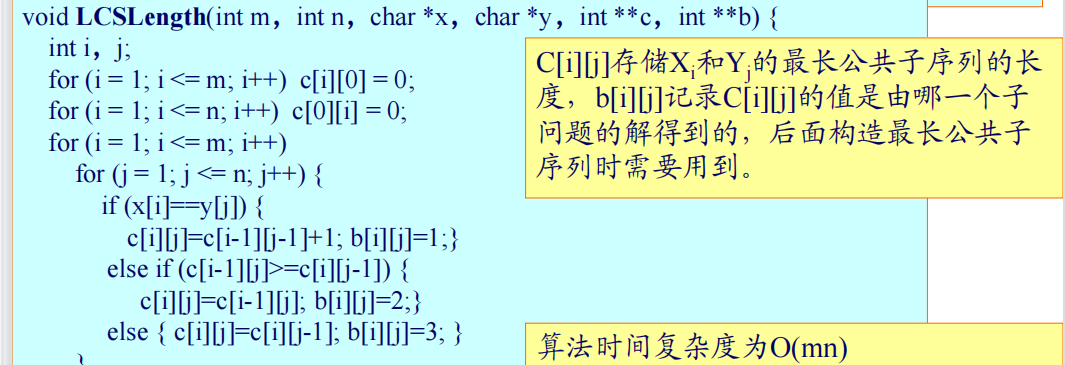 void LCSLength(int m，int n，char *x，char *y，int **c，int **b) {
int i，j;
for (i = 1; i <= m; i++) c[i][0] = 0;
for (i = 1; i <= n; i++) c[0][i] = 0;
for (i = 1; i <= m; i++)
for (j = 1; j <= n; j++) {
if (x[i]==y[j]) {
c[i][j]=c[i-1][j-1]+1; b[i][j]=1;}
else if (c[i-1][j]>=c[i][j-1]) {
c[i][j]=c[i-1][j]; b[i][j]=2;}
else { c[i][j]=c[i][j-1]; b[i][j]=3; }
}
C[i][j]存储Xi和Yj的最长公共子序列的长
度，b[i][j]记录C[i][j]的值是由哪一个子
问题的解得到的，后面构造最长公共子
序列时需要用到。
算法时间复杂度为O(mn)